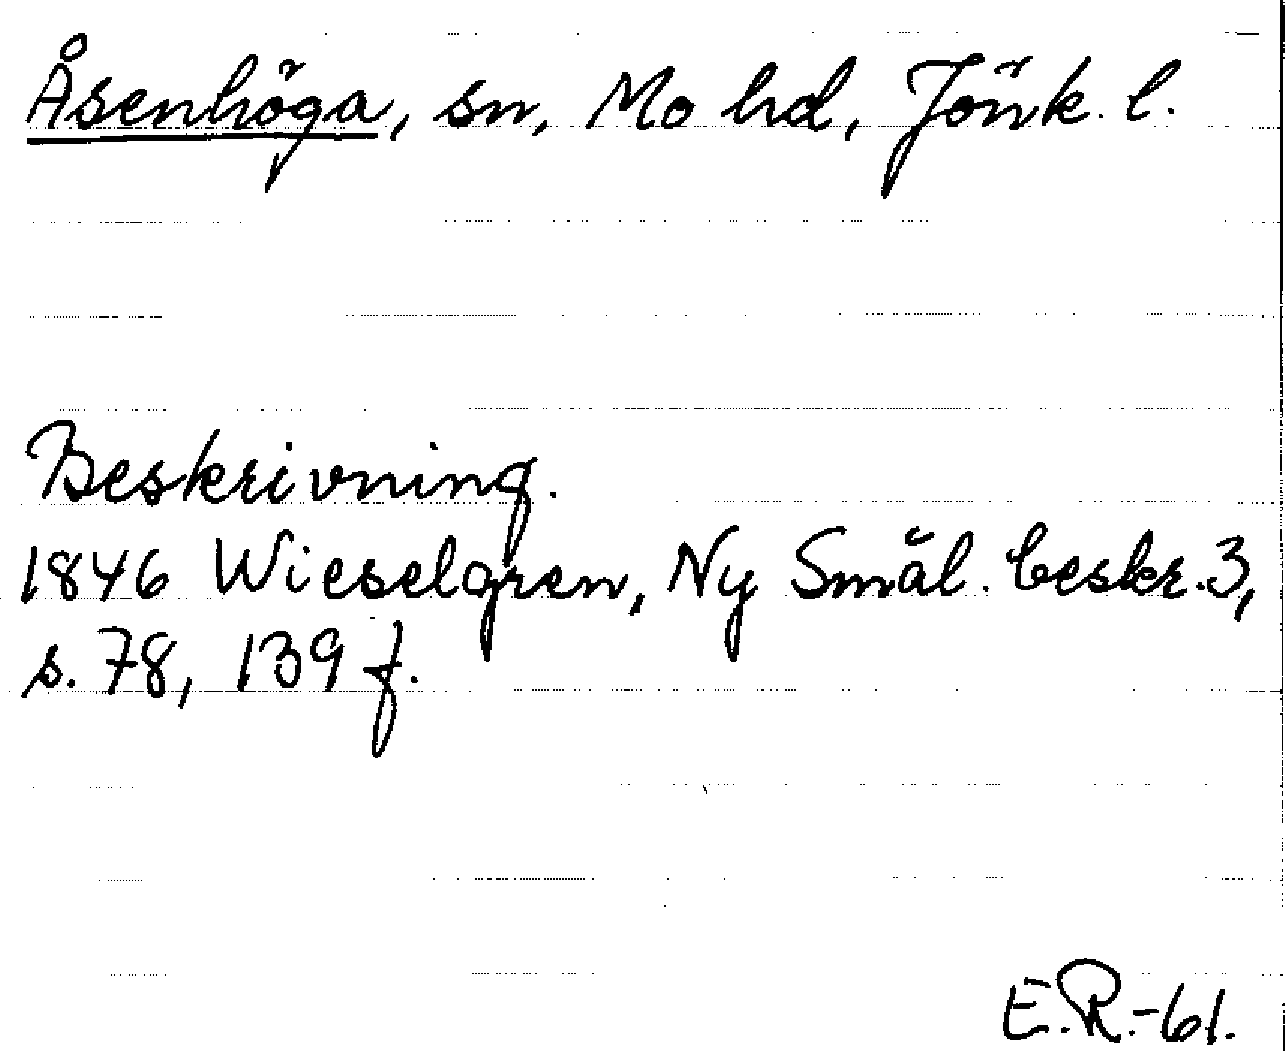 Åsenhöga, sn, Mo hd, Jönk. l.
Beskrivning.
1846 Wieselgren, Ny Smål. beskr. 3,
s. 78, 139 f.
E.R.-61.